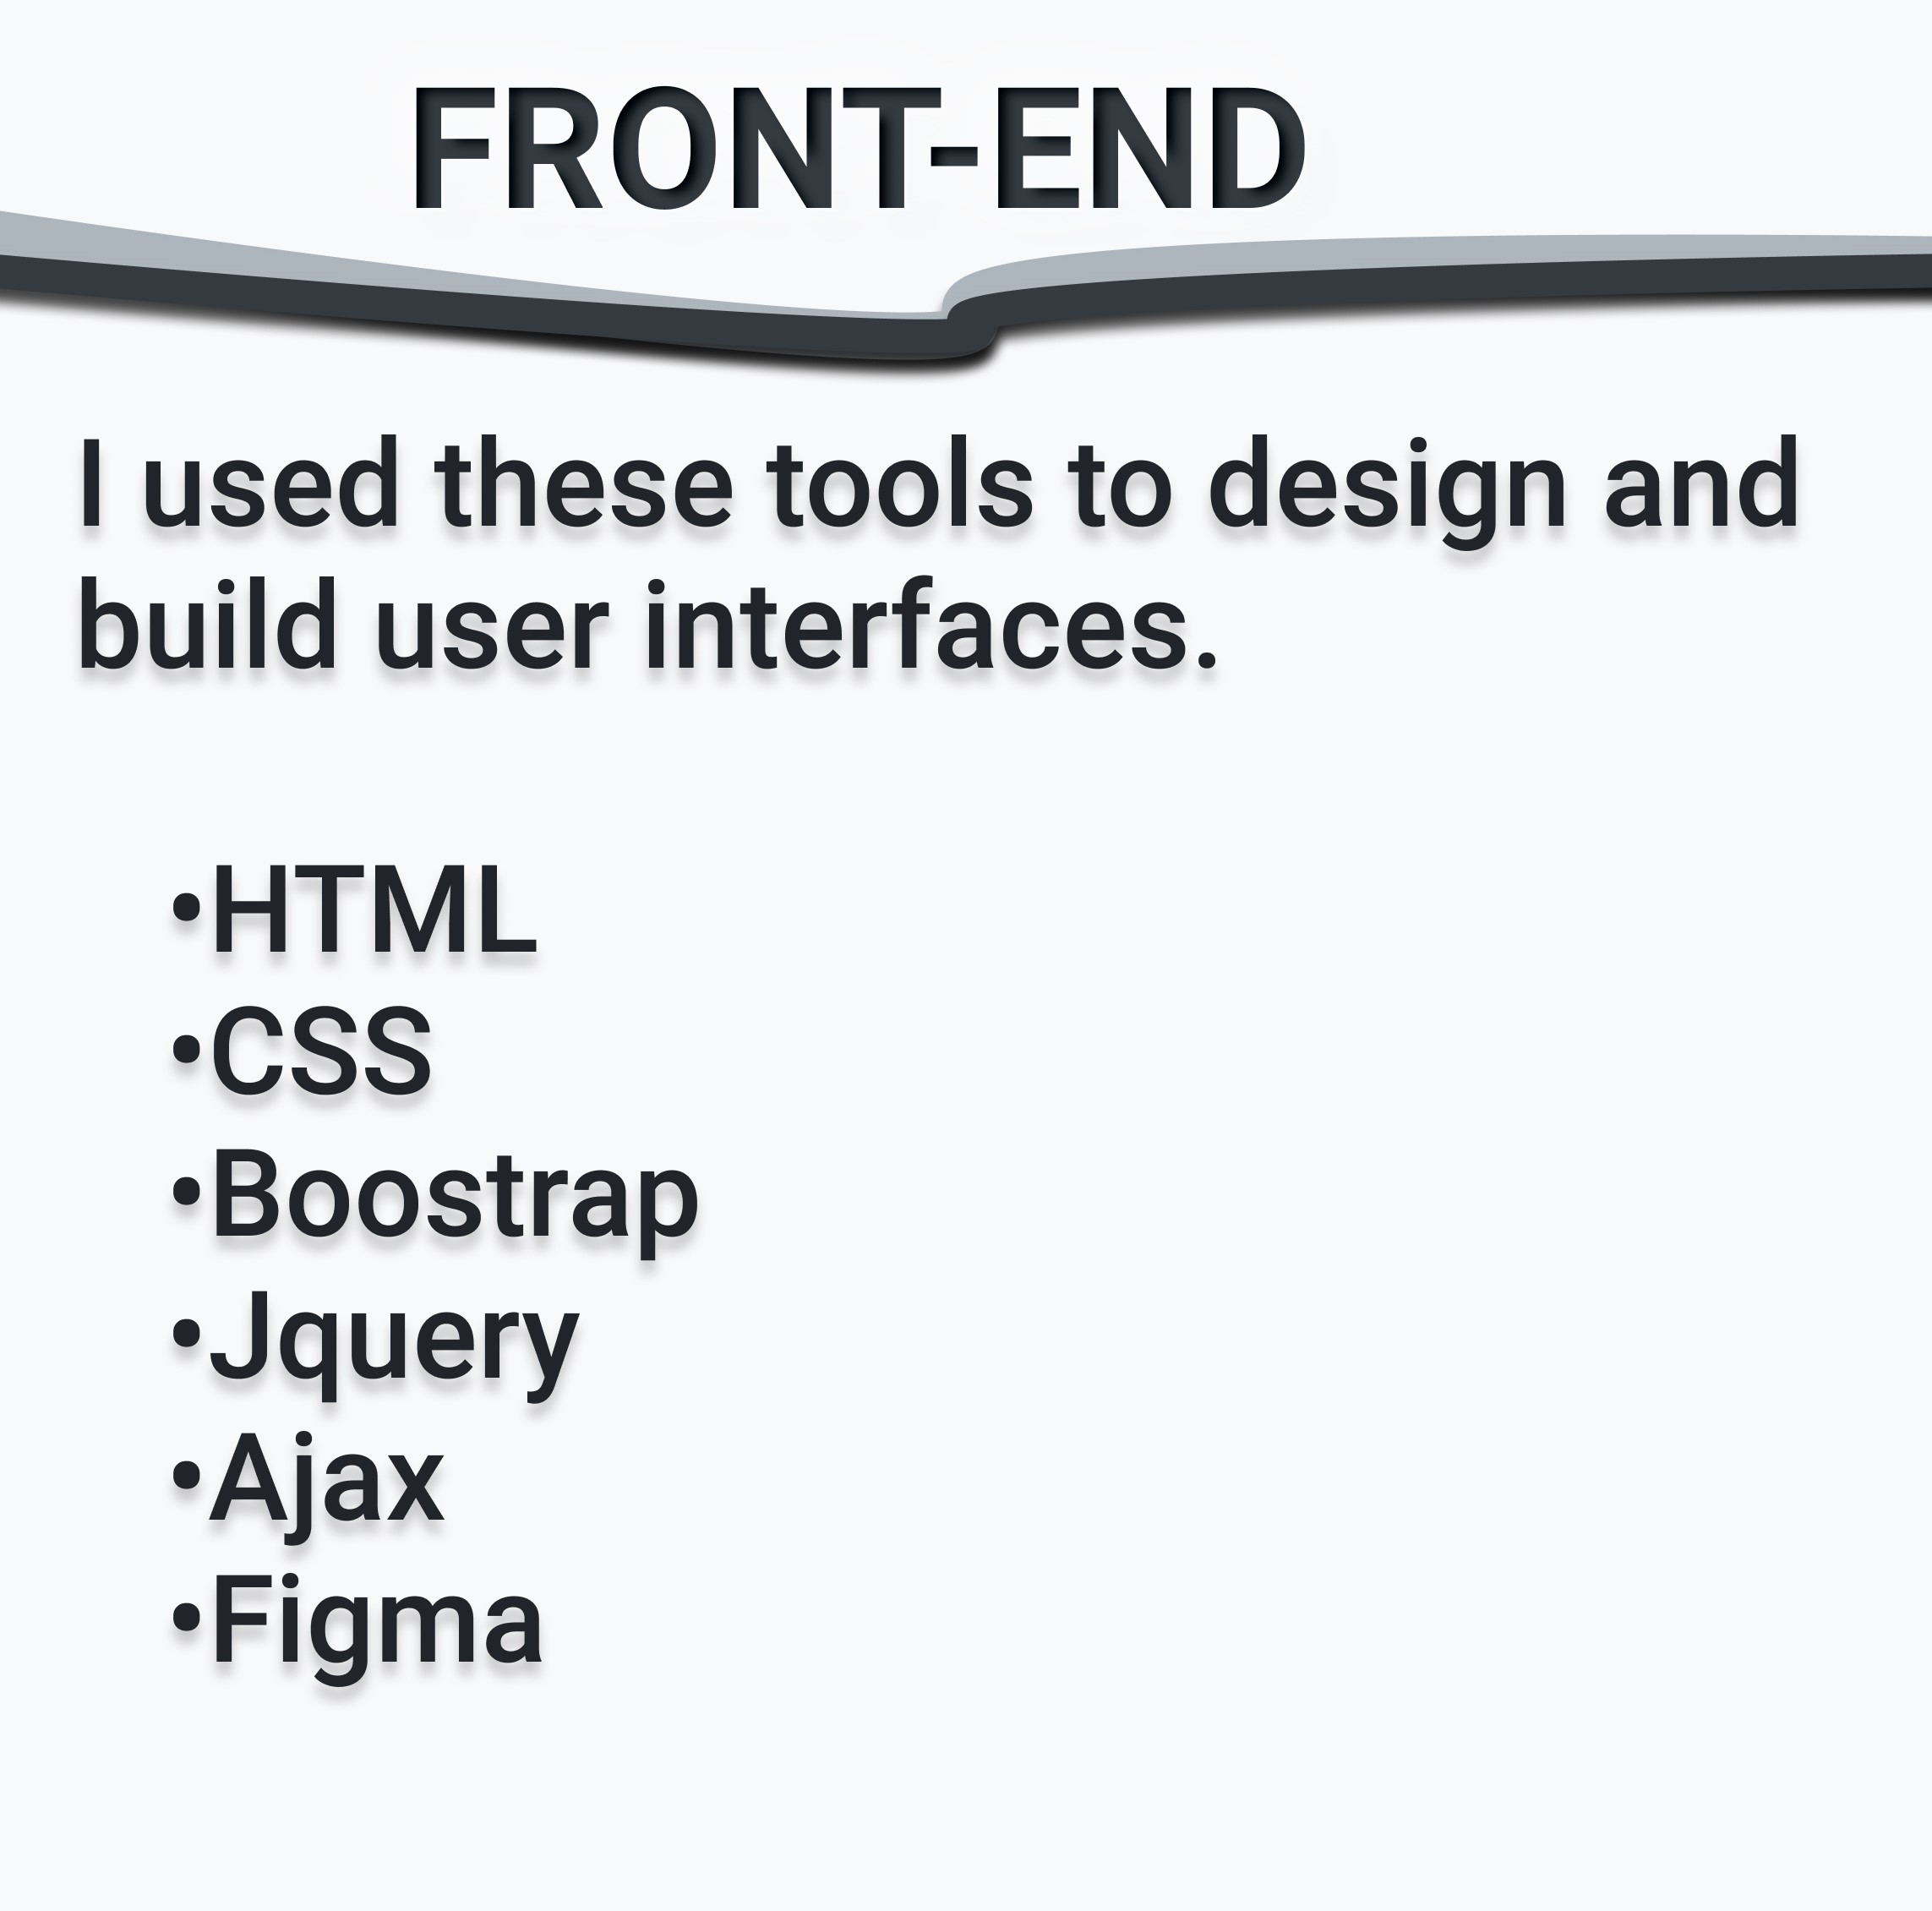 FRONT-END
I used these tools to design and
build user interfaces.
•HTML
•CSS
•Boostrap
•Jquery
•Ajax
•Figma